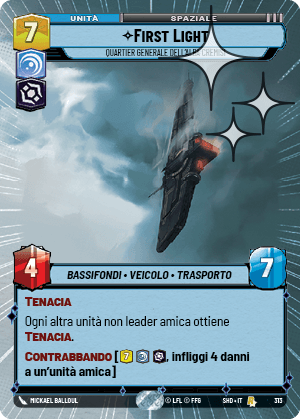 UNITÀ SPAZIALE
7
First Light
QUARTIER GENERALE DELL'ALBA CREMISI
4
7
BASSIFONDI • VEICOLO • TRASPORTO
TENACIA
Ogni altra unità non leader amica ottiene
TENACIA.
CONTRABBANDO [ 7 , infliggi 4 danni
a un'unità amica]
MICKAEL BALLOUL © LFL © FFG SHD • IT 313